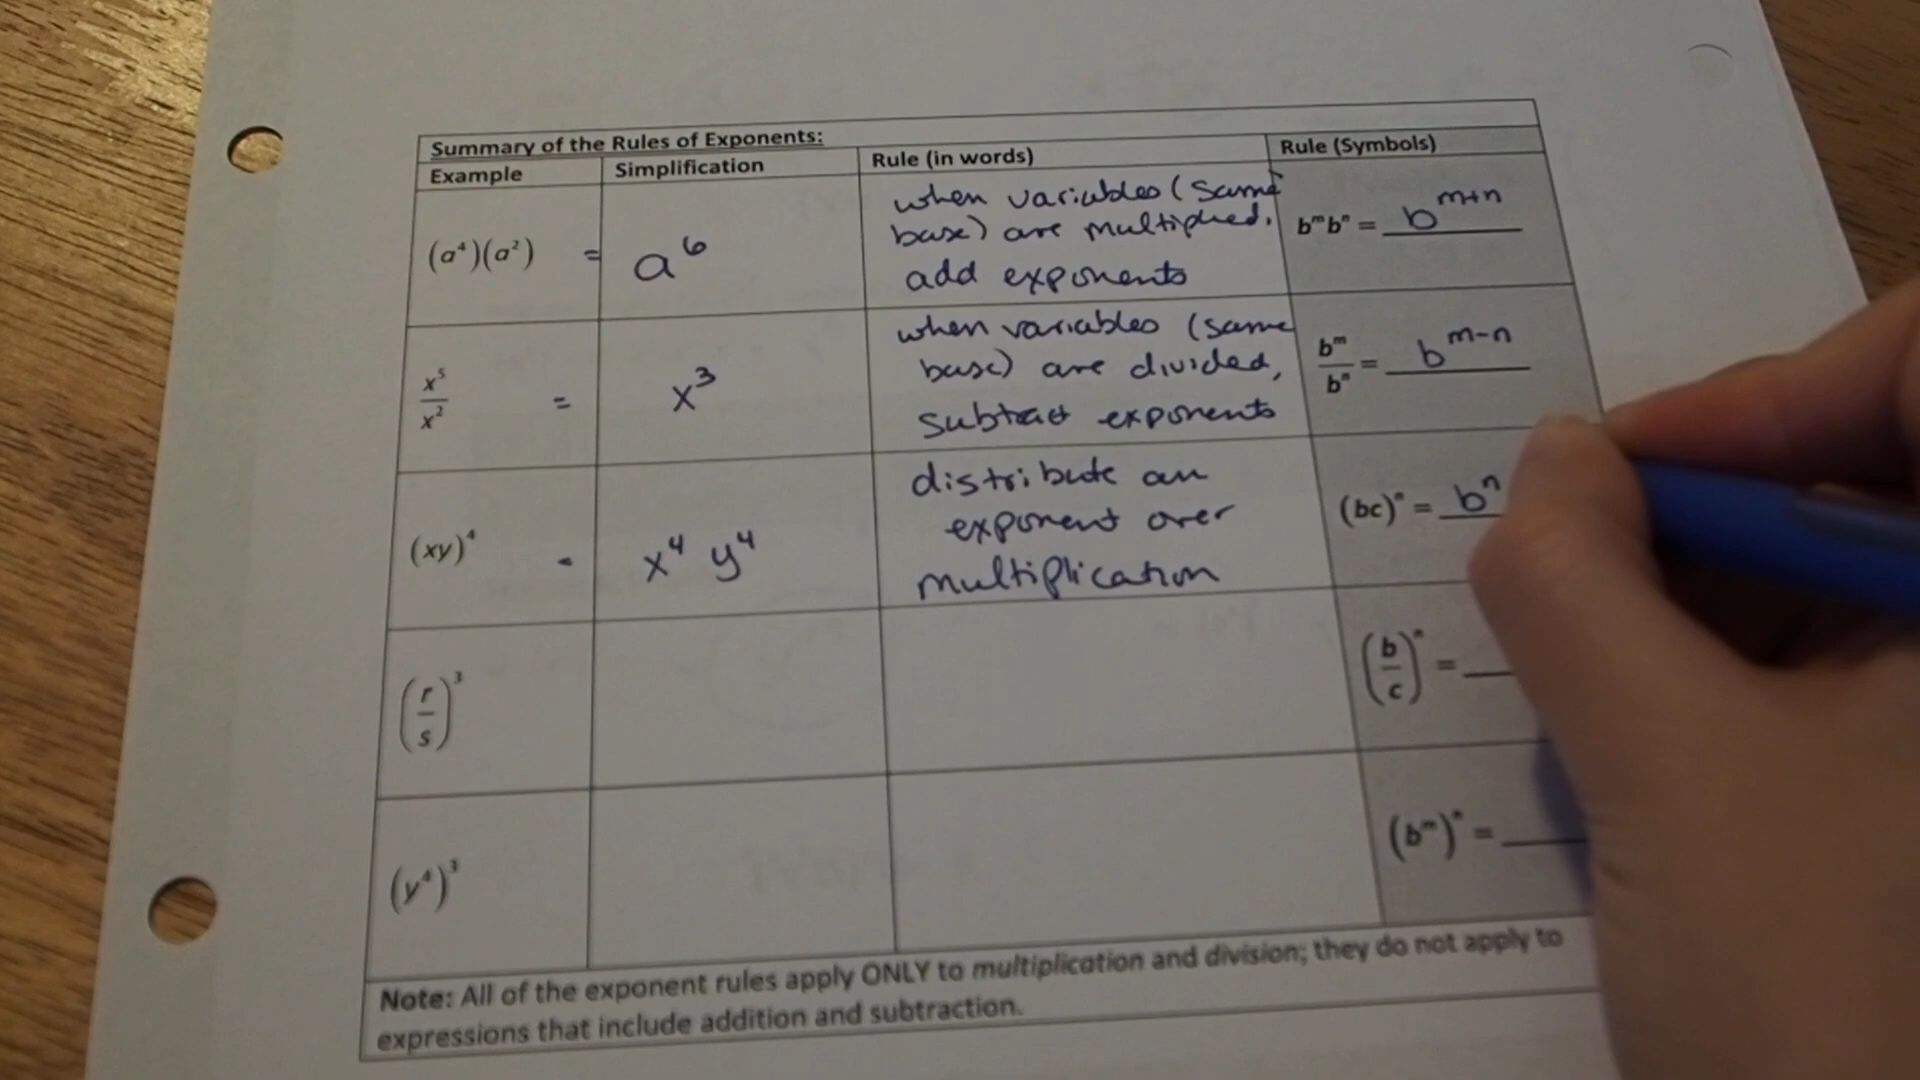 Summary of the Rules of Exponents:
Example Simplification Rule (in words) Rule (Symbols)
(a⁴)(a²) = a⁶
when variables (same
base) are multiplied,
add exponents
bᵐbⁿ = b^(m+n)
x⁵/x² = x³
when variables (same
base) are divided,
subtract exponents
bᵐ/bⁿ = b^(m-n)
(xy)⁴ = x⁴ y⁴
distribute an
exponent over
multiplication
(bc)ⁿ = bⁿ
(r/s)³
(b/c)ⁿ = __
(y⁴)³
(bᵐ)ⁿ = __
Note: All of the exponent rules apply ONLY to multiplication and division; they do not apply to
expressions that include addition and subtraction.